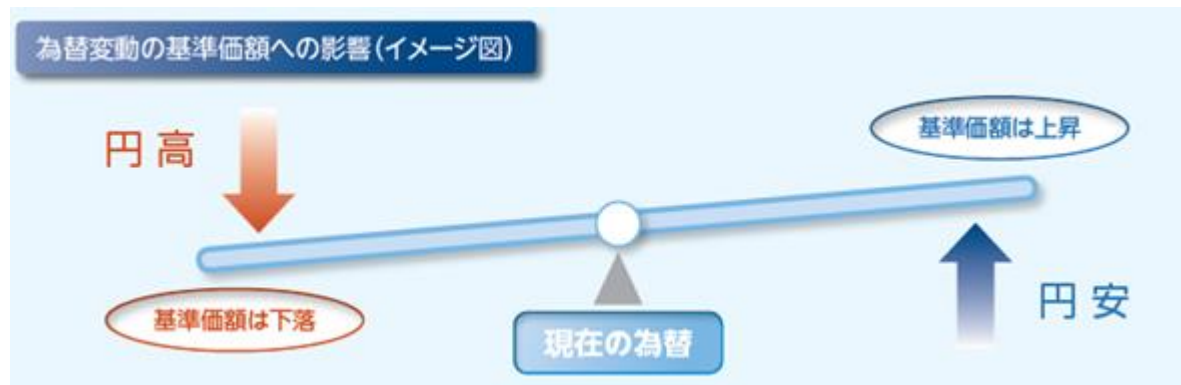 為替変動の基準価額への影響(イメージ図)
円高
基準価額は上昇
基準価額は下落
現在の為替
円安